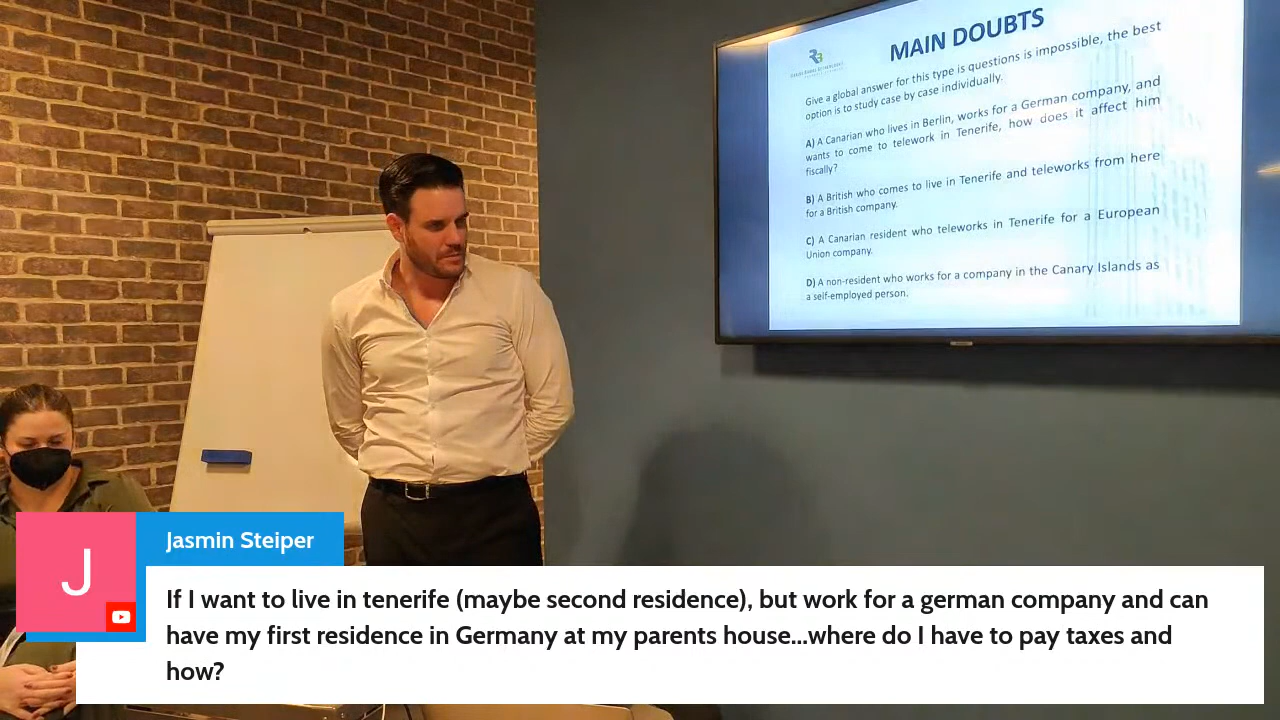 MAIN DOUBTS
Give a global answer for this type is questions is impossible, the best
option is to study case by case individually.
A) A Canarian who lives in Berlin, works for a German company, and
wants to come to telework in Tenerife, how does it affect him
fiscally?
B) A British who comes to live in Tenerife and teleworks from here
for a British company.
C) A Canarian resident who teleworks in Tenerife for a European
Union company.
D) A non-resident who works for a company in the Canary Islands as
a self-employed person.
J
Jasmin Steiper
If I want to live in tenerife (maybe second residence), but work for a german company and can
have my first residence in Germany at my parents house...where do I have to pay taxes and
how?